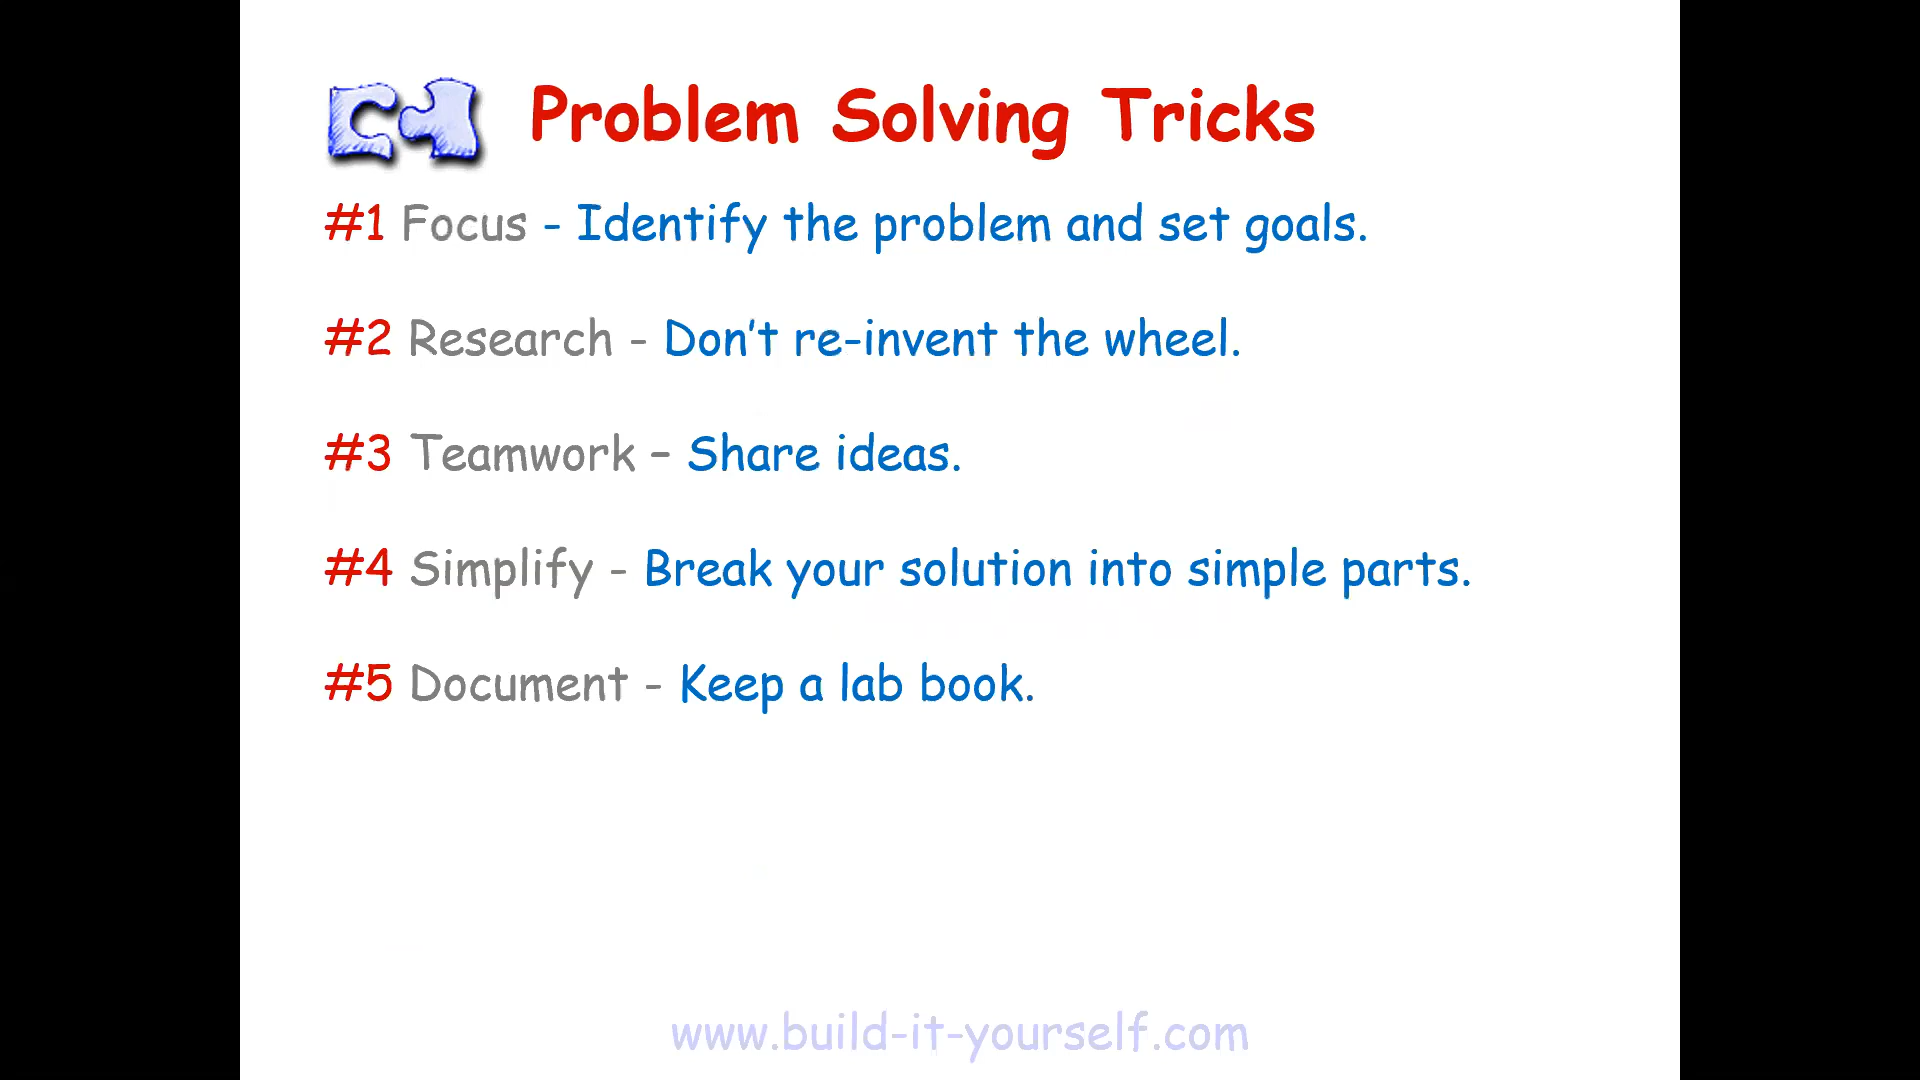 Problem Solving Tricks
#1 Focus - Identify the problem and set goals.
#2 Research - Don’t re-invent the wheel.
#3 Teamwork – Share ideas.
#4 Simplify - Break your solution into simple parts.
#5 Document - Keep a lab book.
www.build-it-yourself.com